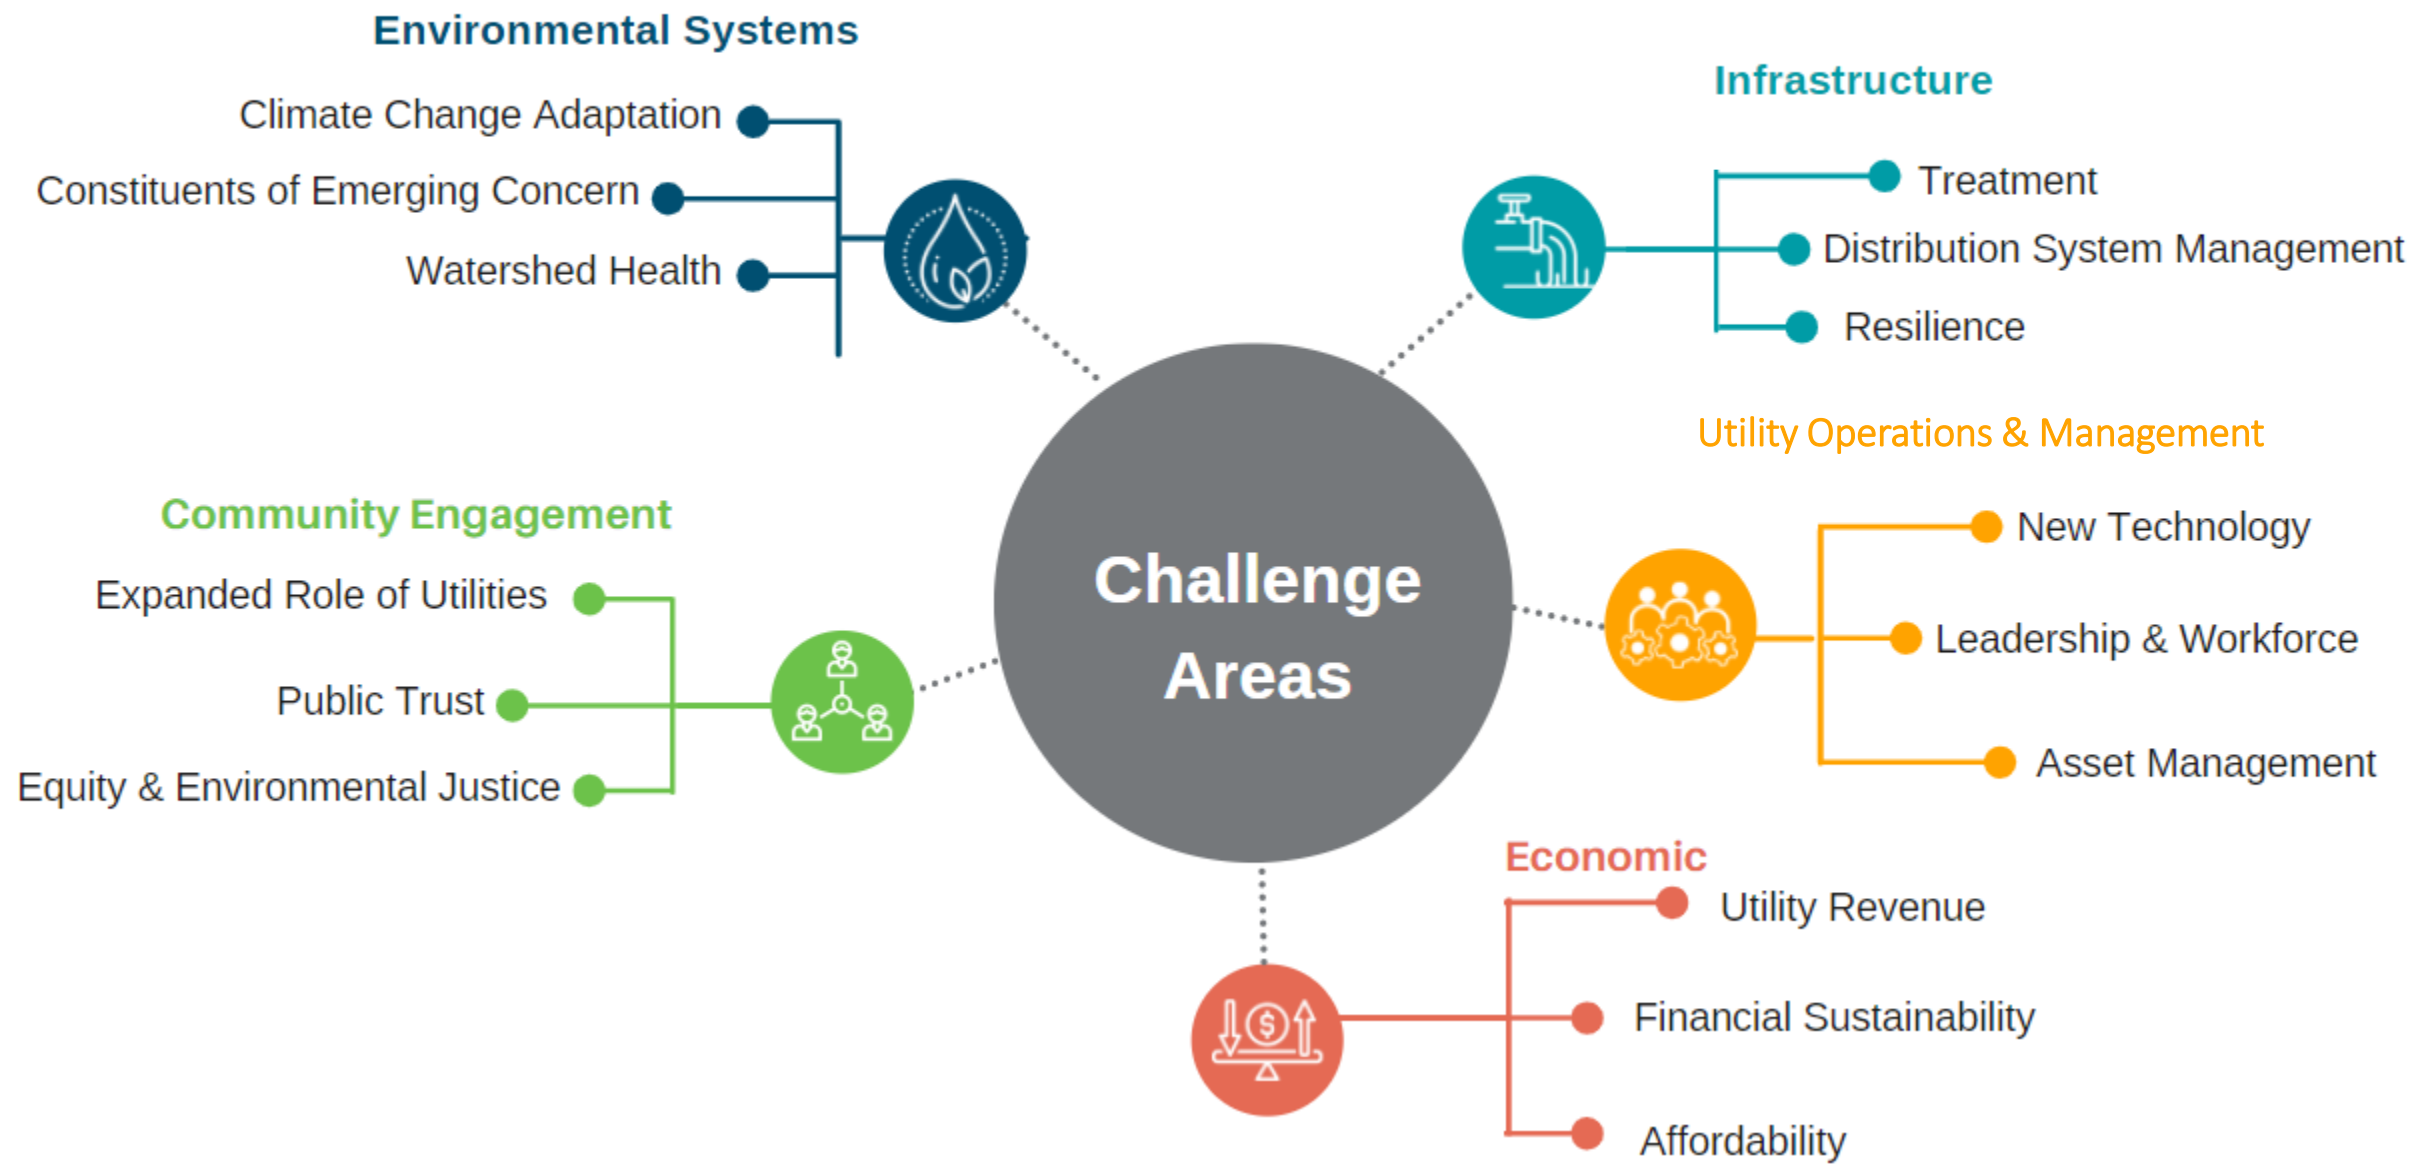 Environmental Systems
Climate Change Adaptation
Constituents of Emerging Concern
Watershed Health
Infrastructure
Treatment
Distribution System Management
Resilience
Utility Operations & Management
New Technology
Leadership & Workforce
Asset Management
Community Engagement
Expanded Role of Utilities
Public Trust
Equity & Environmental Justice
Challenge
Areas
Economic
Utility Revenue
$
Financial Sustainability
Affordability